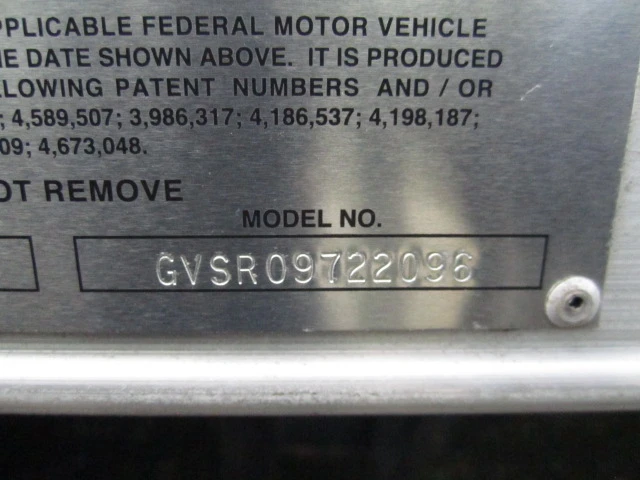 PPLICABLE FEDERAL MOTOR VEHICLE
E DATE SHOWN ABOVE. IT IS PRODUCED
LOWING PATENT NUMBERS AND / OR
; 4,589,507; 3,986,317; 4,186,537; 4,198,187;
09; 4,673,048.
OT REMOVE
MODEL NO.
GVSR09722096